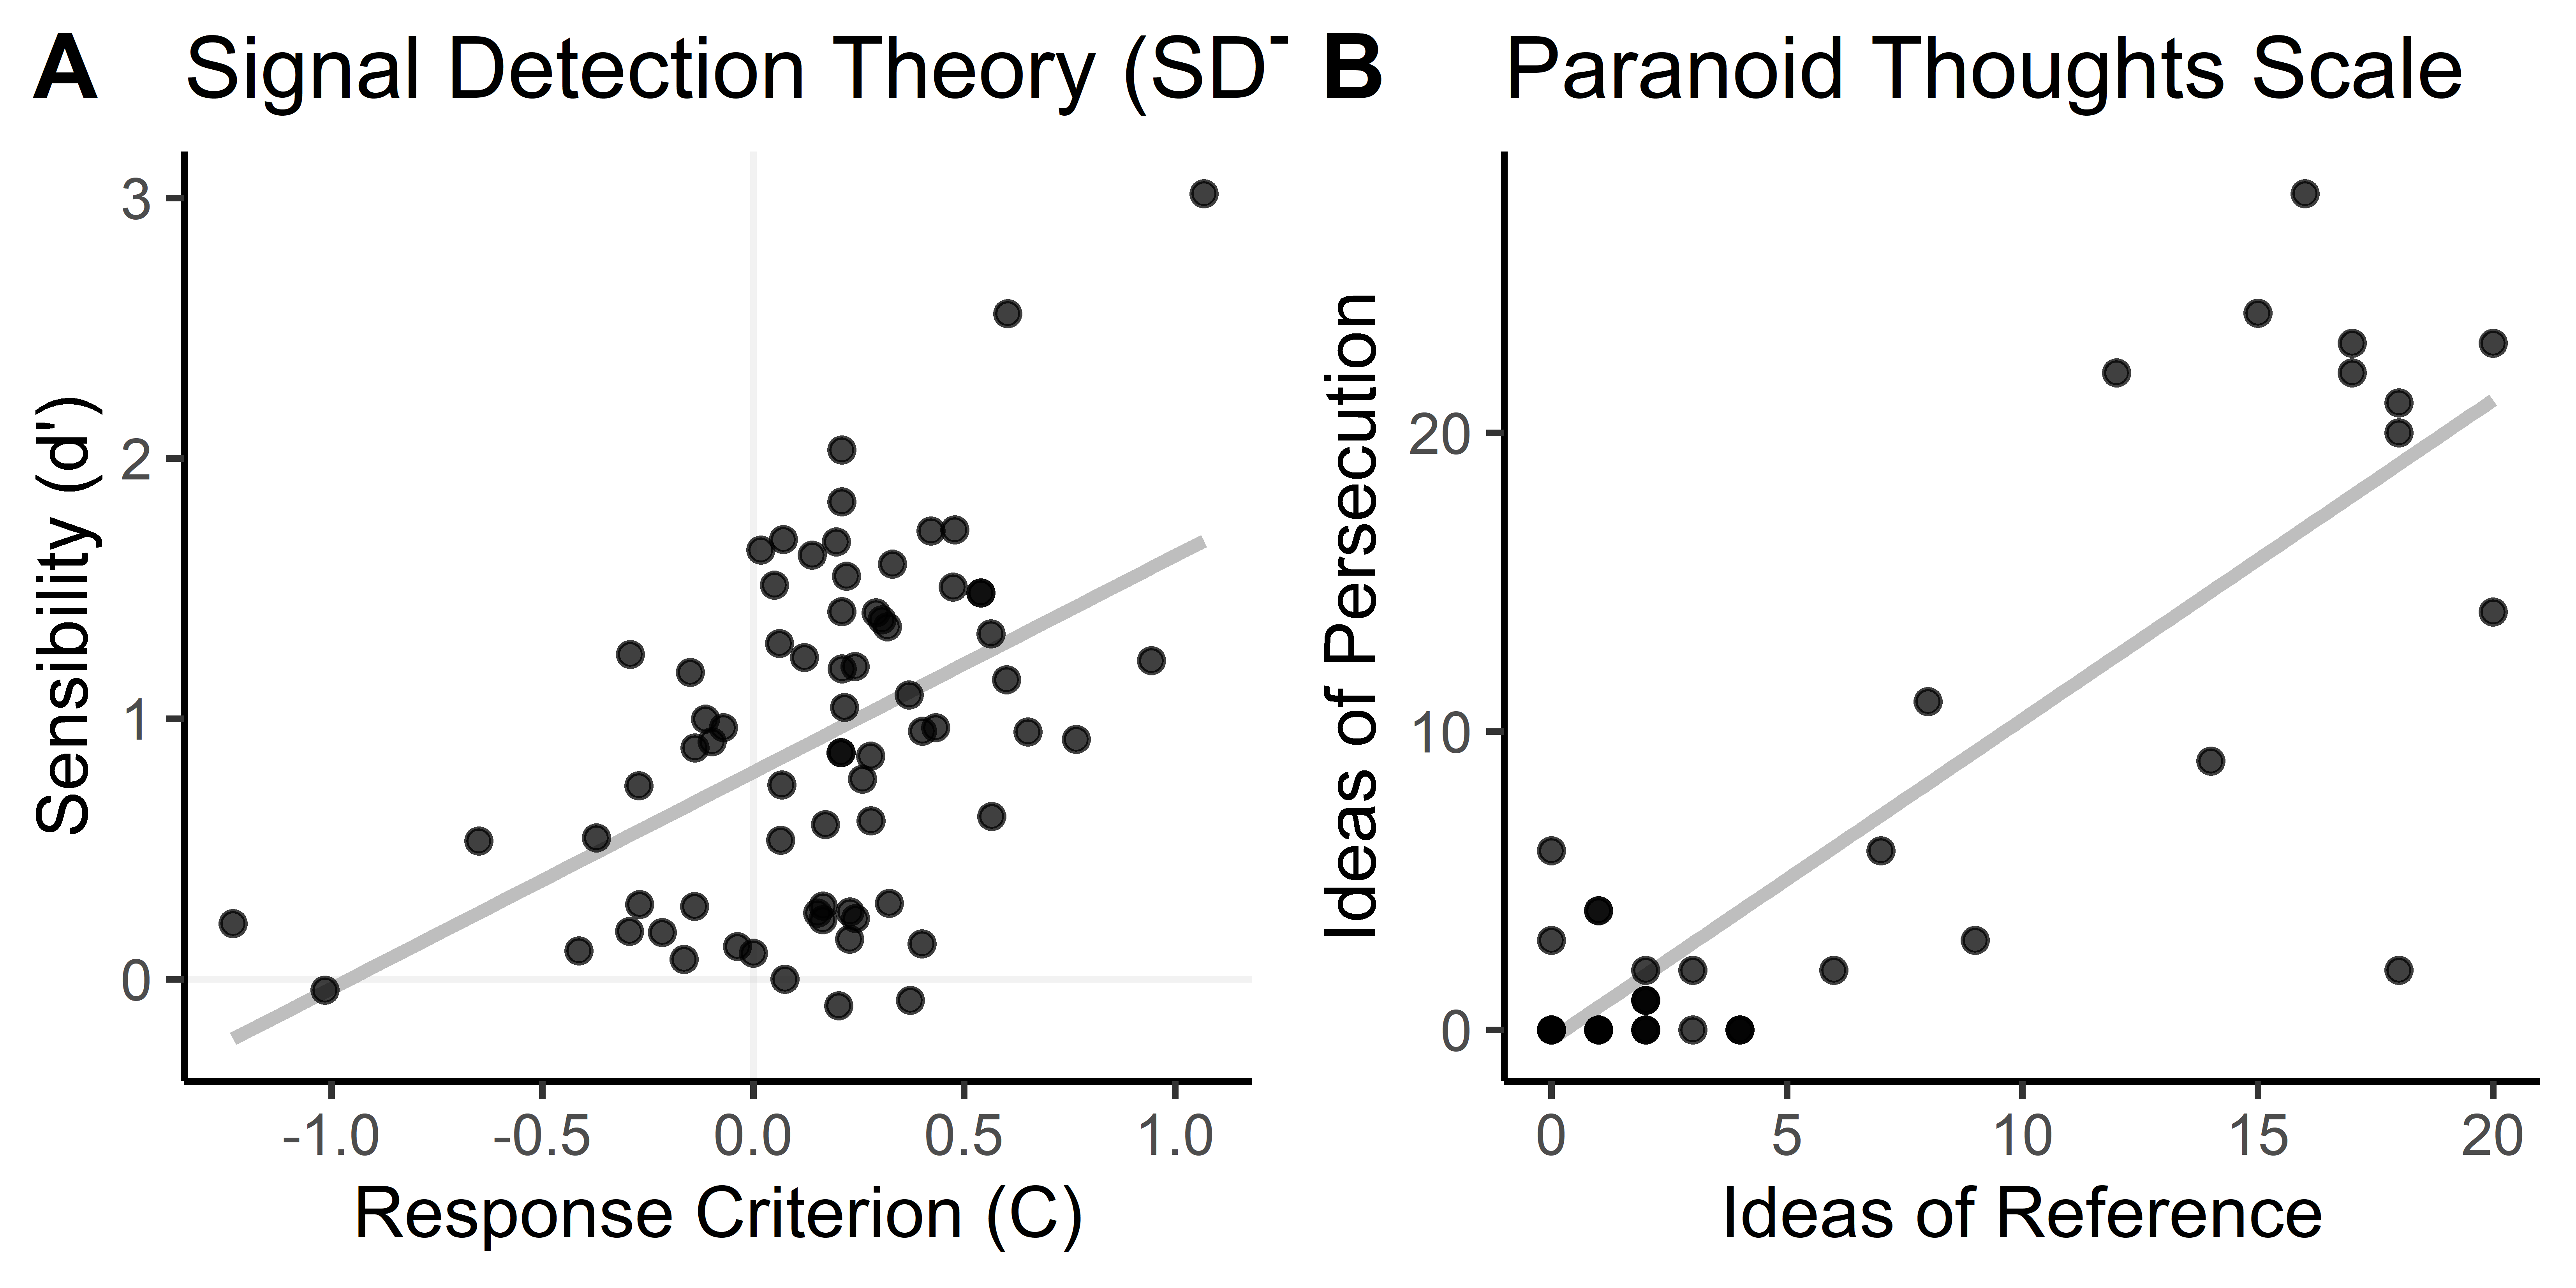 A
Signal Detection Theory (SD
B
Paranoid Thoughts Scale
Sensibility (d')
3
2
1
0
-1.0
-0.5
0.0
0.5
1.0
Response Criterion (C)
Ideas of Persecution
20
10
0
0
5
10
15
20
Ideas of Reference